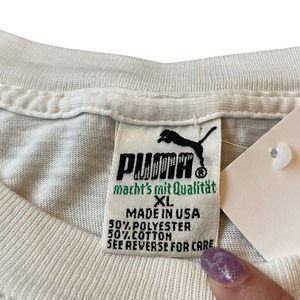 PUMA®
macht's mit Qualität
XL
MADE IN USA
50% POLYESTER
50% COTTON
SEE REVERSE FOR CARE